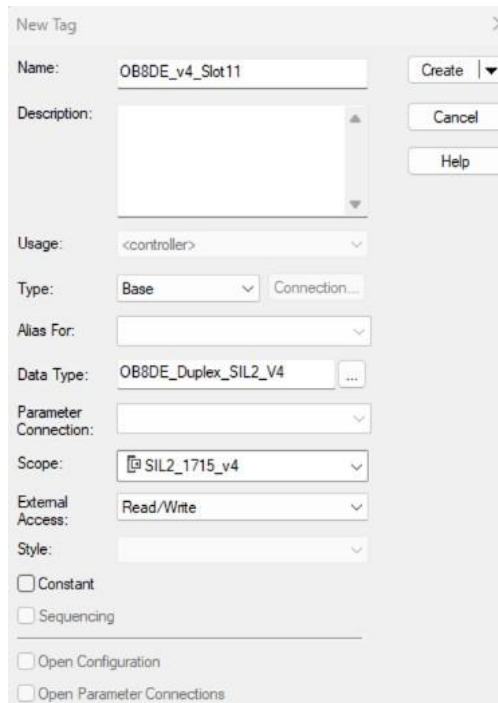 New Tag
Name: OB8DE_v4_Slot11 Create
Description: Cancel
Help
Usage: <controller>
Type: Base Connection...
Alias For:
Data Type: OB8DE_Duplex_SIL2_V4 ...
Parameter
Connection:
Scope: SIL2_1715_v4
External
Access: Read/Write
Style:
Constant
Sequencing
Open Configuration
Open Parameter Connections